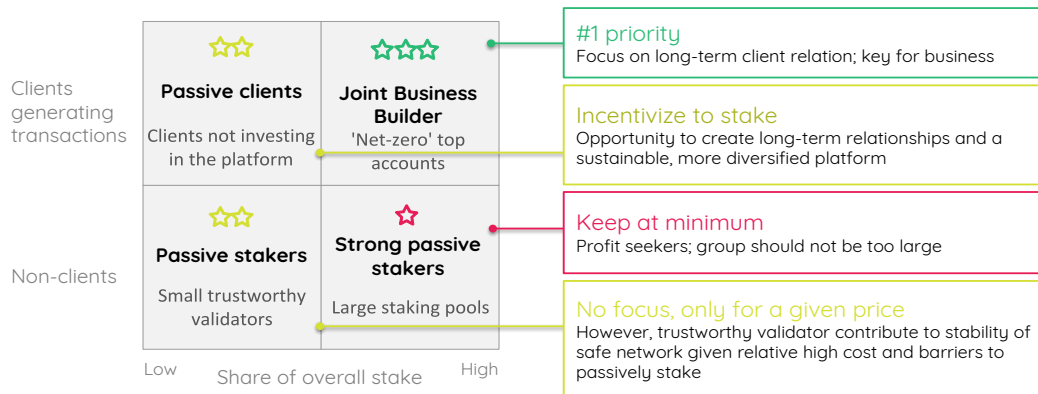 Clients
generating
transactions
Non-clients
Passive clients
Clients not investing
in the platform
Joint Business
Builder
'Net-zero' top
accounts
Passive stakers
Small trustworthy
validators
Strong passive
stakers
Large staking pools
Low
Share of overall stake
High
#1 priority
Focus on long-term client relation; key for business
Incentivize to stake
Opportunity to create long-term relationships and a
sustainable, more diversified platform
Keep at minimum
Profit seekers; group should not be too large
No focus, only for a given price
However, trustworthy validator contribute to stability of
safe network given relative high cost and barriers to
passively stake